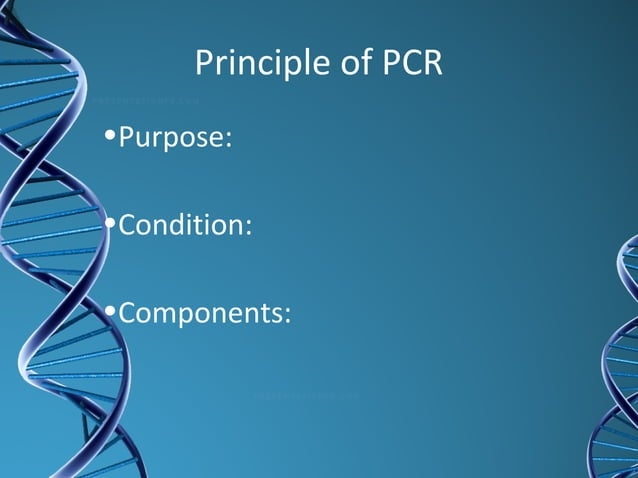 Principle of PCR
•Purpose:
•Condition:
•Components: